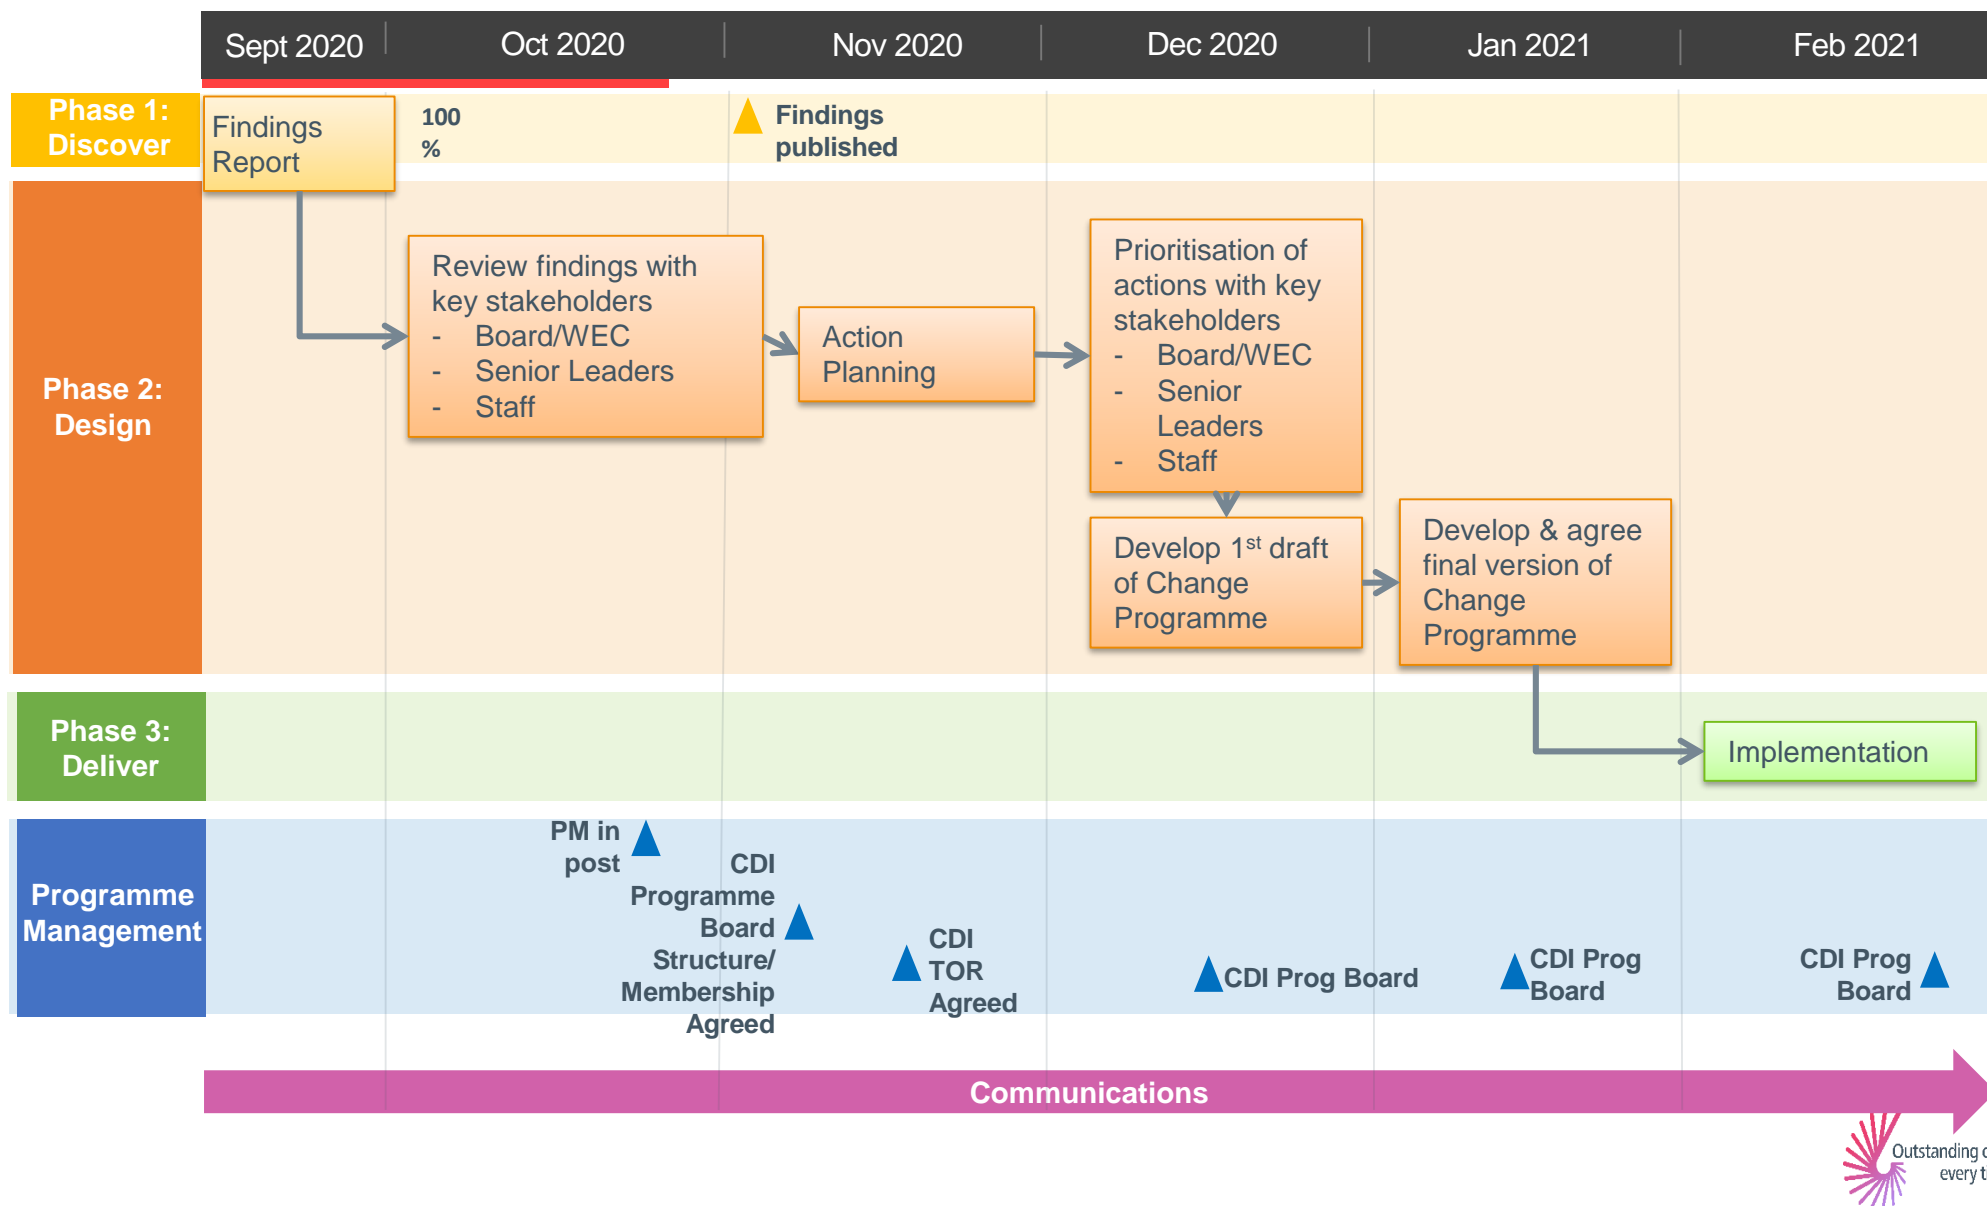 Sept 2020
Oct 2020
Nov 2020
Dec 2020
Jan 2021
Feb 2021
Phase 1:
Discover
Findings
Report
100
%
Findings
published
Phase 2:
Design
Review findings with
key stakeholders
- Board/WEC
- Senior Leaders
- Staff
Action
Planning
Prioritisation of
actions with key
stakeholders
- Board/WEC
- Senior
Leaders
- Staff
Develop 1st draft
of Change
Programme
Develop & agree
final version of
Change
Programme
Phase 3:
Deliver
Implementation
Programme
Management
PM in
post
CDI
Programme
Board
Structure/
Membership
Agreed
CDI
TOR
Agreed
CDI Prog Board
CDI Prog
Board
CDI Prog
Board
Communications
Outstanding
every